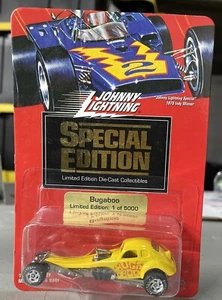 2
JOHNNY
LIGHTNING
Johnny Lightning Special
1970 Indy Winner
SPECIAL
EDITION
Limited Edition Die-Cast Collectibles
Bugaboo
Limited Edition: 1 of 5000